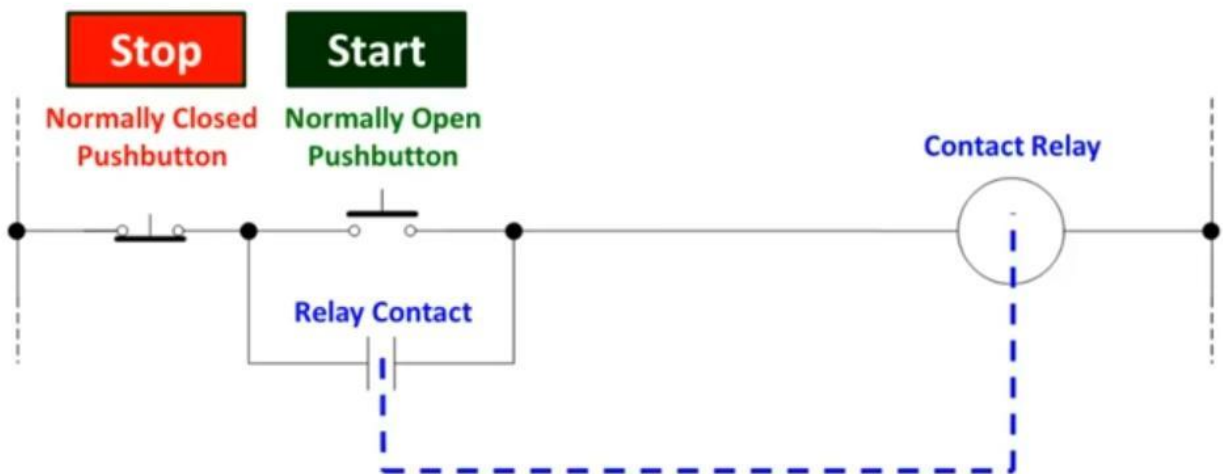 Stop
Start
Normally Closed
Pushbutton
Normally Open
Pushbutton
Contact Relay
Relay Contact